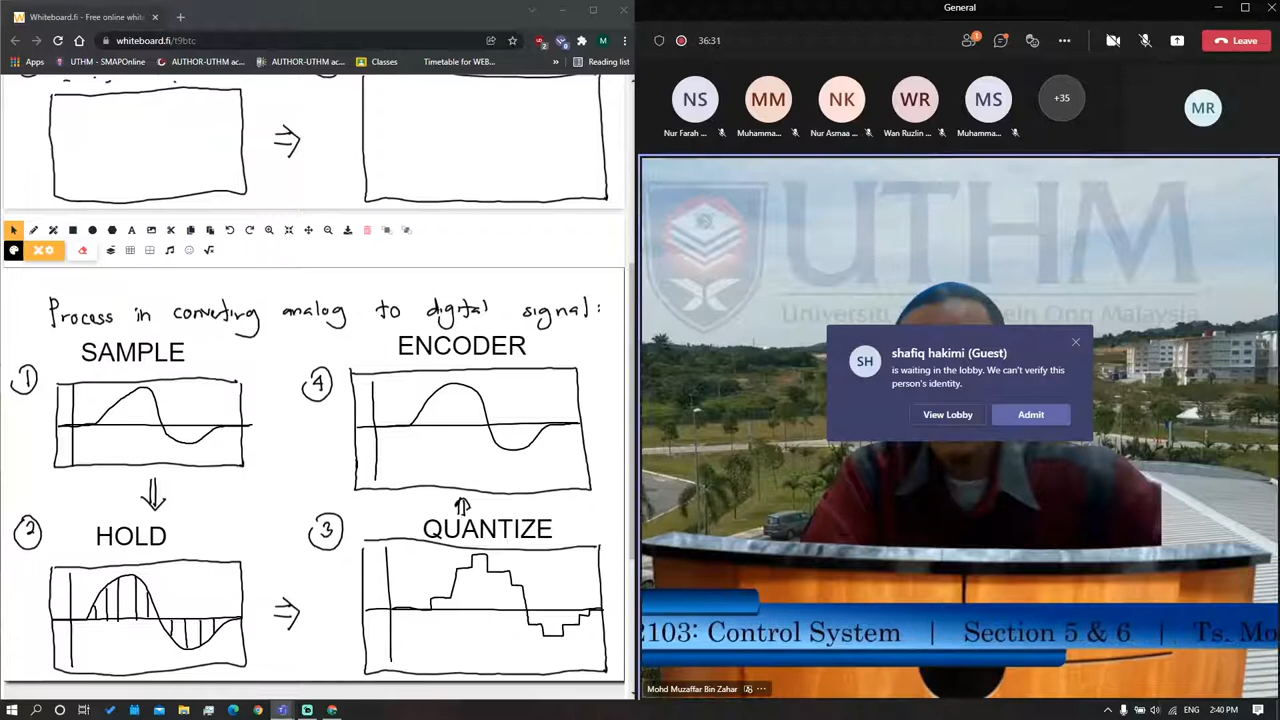 Whiteboard.fi - Free online white
whiteboard.fi/t9btc
Apps
UTHM - SMAPOnline
AUTHOR-UTHM ac...
AUTHOR-UTHM ac...
Classes
Timetable for WEB...
Reading list
Process in converting analog to digital signal:
SAMPLE
ENCODER
1
4
HOLD
QUANTIZE
2
3
General
36:31
1
Leave
NS
MM
NK
WR
MS
+35
MR
Nur Farah ...
Muhamma...
Nur Asmaa ...
Wan Ruzlin ...
Muhamma...
UTHM
SH
shafiq hakimi (Guest)
is waiting in the lobby. We can't verify this
person's identity.
View Lobby
Admit
2103: Control System | Section 5 & 6 | Ts. Mo
Mohd Muzaffar Bin Zahar
ENG
2:40 PM